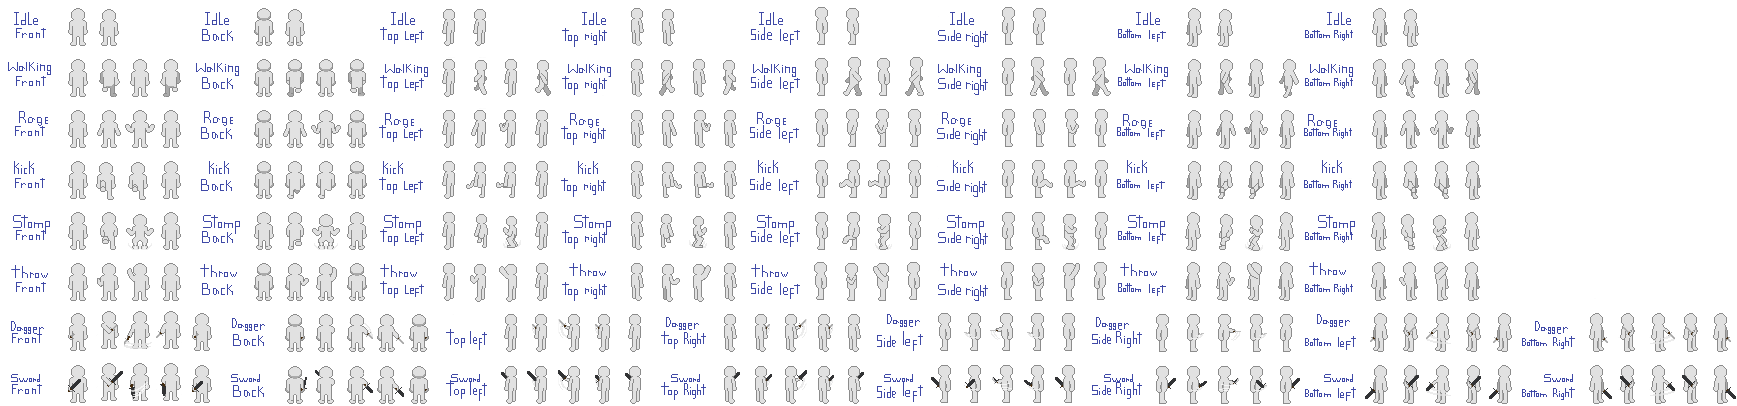 Idle
Front
Idle
Back
Idle
Top left
Idle
Top right
Idle
Side left
Idle
Side right
Idle
Bottom left
Idle
Bottom Right
Walking
Front
Walking
Back
Walking
Top left
Walking
Top right
Walking
Side left
Walking
Side right
Walking
Bottom left
Walking
Bottom Right
Rage
Front
Rage
Back
Rage
Top Left
Rage
Top right
Rage
Side left
Rage
Side right
Rage
Bottom left
Rage
Bottom Right
Kick
Front
Kick
Back
Kick
Top Left
Kick
Top right
Kick
Side left
Kick
Side right
Kick
Bottom left
Kick
Bottom Right
Stomp
Front
Stomp
Back
Stomp
Top Left
Stomp
Top right
Stomp
Side left
Stomp
Side right
Stomp
Bottom left
Stomp
Bottom Right
Throw
Front
Throw
Back
Throw
Top Left
Throw
Top right
Throw
Side left
Throw
Side right
Throw
Bottom left
Throw
Bottom Right
Dagger
Front
Dagger
Back
Top left
Dagger
Top Right
Dagger
Side left
Dagger
Side Right
Dagger
Bottom left
Dagger
Bottom Right
Sword
Front
Sword
Back
Sword
Top left
Sword
Top Right
Sword
Side left
Sword
Side Right
Sword
Bottom left
Sword
Bottom Right